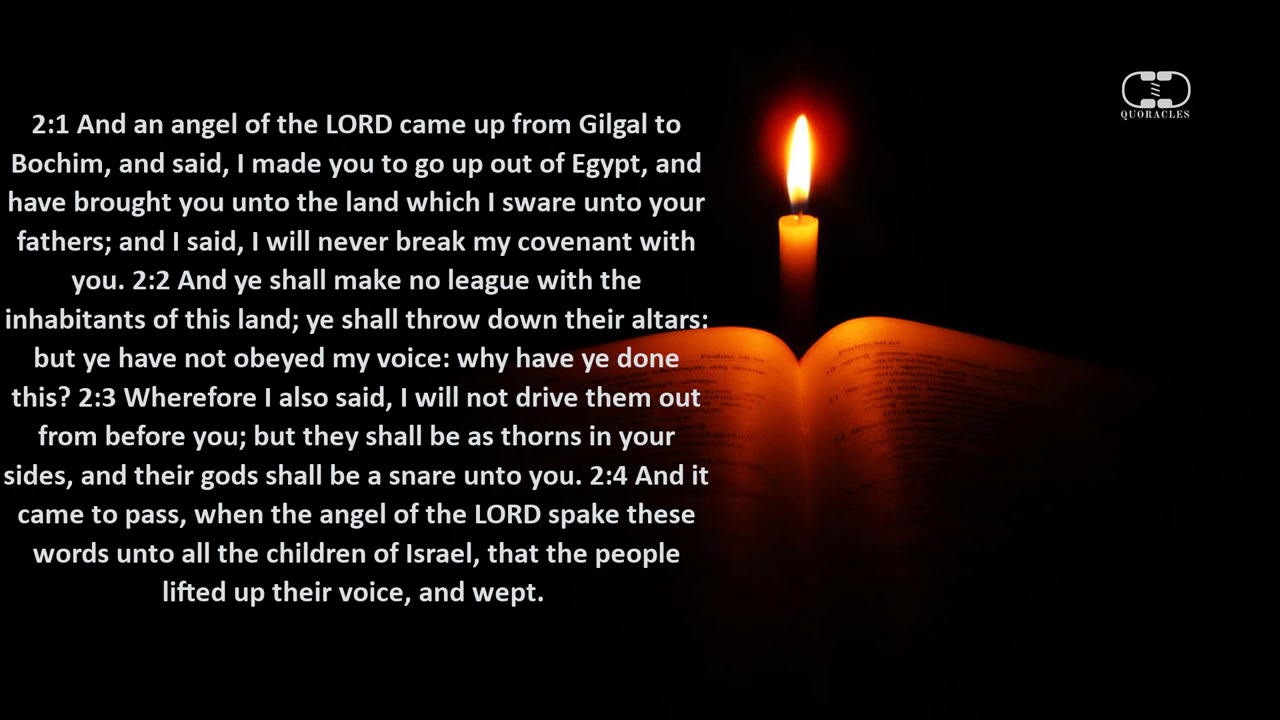 2:1 And an angel of the LORD came up from Gilgal to
Bochim, and said, I made you to go up out of Egypt, and
have brought you unto the land which I sware unto your
fathers; and I said, I will never break my covenant with
you. 2:2 And ye shall make no league with the
inhabitants of this land; ye shall throw down their altars:
but ye have not obeyed my voice: why have ye done
this? 2:3 Wherefore I also said, I will not drive them out
from before you; but they shall be as thorns in your
sides, and their gods shall be a snare unto you. 2:4 And it
came to pass, when the angel of the LORD spake these
words unto all the children of Israel, that the people
lifted up their voice, and wept.
QUORACLES